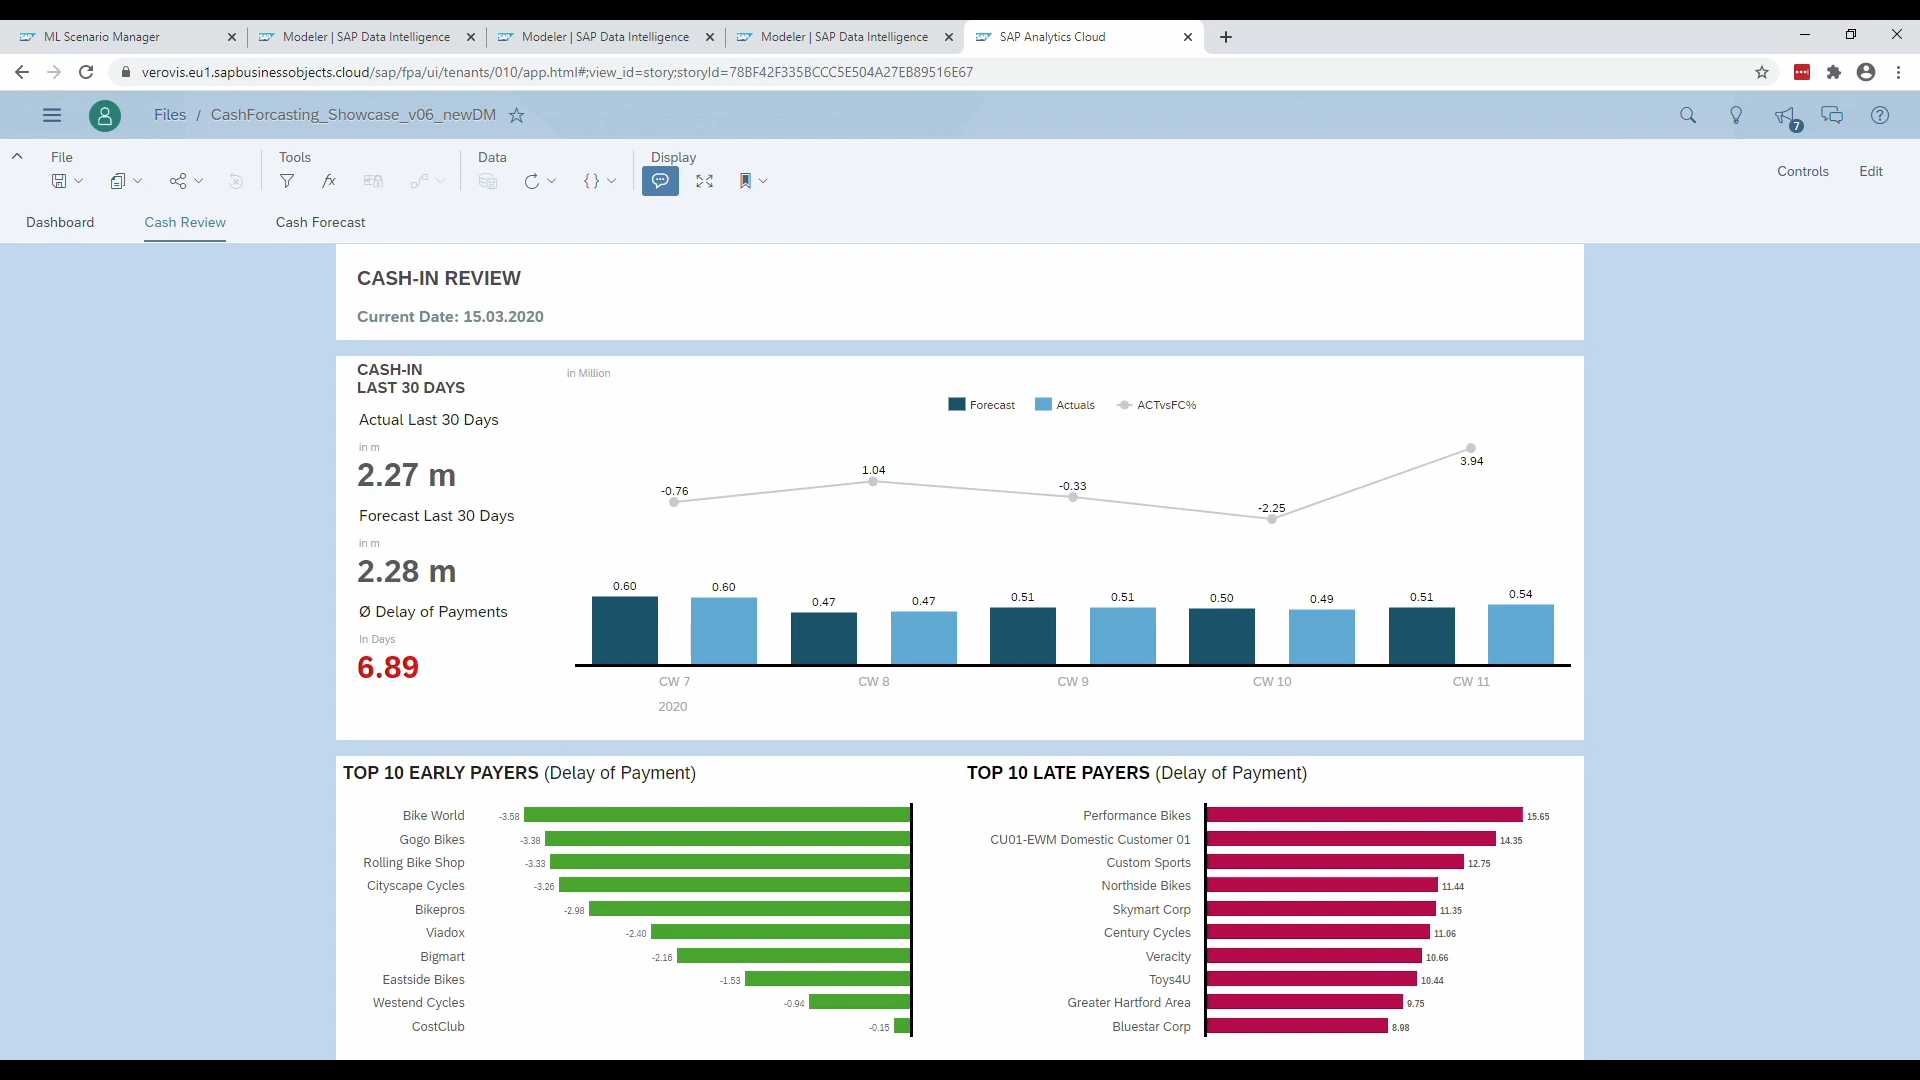 ML Scenario Manager
Modeler | SAP Data Intelligence
Modeler | SAP Data Intelligence
Modeler | SAP Data Intelligence
SAP Analytics Cloud
verovis.eu1.sapbusinessobjects.cloud/sap/fpa/ui/tenants/010/app.html#;view_id=story;storyId=78BF42F335BCCC5E504A27EB89516E67
Files / CashForcasting_Showcase_v06_newDM
7
File
Tools
Data
Display
Controls
Edit
Dashboard
Cash Review
Cash Forecast
CASH-IN REVIEW
Current Date: 15.03.2020
CASH-IN
LAST 30 DAYS
Actual Last 30 Days
in m
2.27 m
Forecast Last 30 Days
in m
2.28 m
Ø Delay of Payments
In Days
6.89
in Million
Forecast Actuals ACTvsFC%
-0.76 1.04 -0.33 -2.25 3.94
0.60 0.60 0.47 0.47 0.51 0.51 0.50 0.49 0.51 0.54
CW 7 CW 8 CW 9 CW 10 CW 11
2020
TOP 10 EARLY PAYERS (Delay of Payment)
Bike World -3.58
Gogo Bikes -3.38
Rolling Bike Shop -3.33
Cityscape Cycles -3.26
Bikepros -2.98
Viadox -2.40
Bigmart -2.16
Eastside Bikes -1.53
Westend Cycles -0.94
CostClub -0.15
TOP 10 LATE PAYERS (Delay of Payment)
Performance Bikes 15.65
CU01-EWM Domestic Customer 01 14.35
Custom Sports 12.75
Northside Bikes 11.44
Skymart Corp 11.35
Century Cycles 11.06
Veracity 10.66
Toys4U 10.44
Greater Hartford Area 9.75
Bluestar Corp 8.98